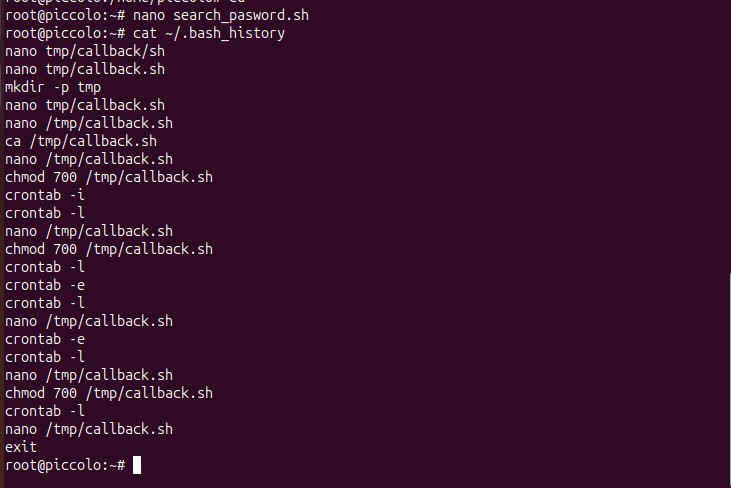 root@piccolo:~# nano search_pasword.sh
root@piccolo:~# cat ~/.bash_history
nano tmp/callback/sh
nano tmp/callback.sh
mkdir -p tmp
nano tmp/callback.sh
nano /tmp/callback.sh
ca /tmp/callback.sh
nano /tmp/callback.sh
chmod 700 /tmp/callback.sh
crontab -i
crontab -l
nano /tmp/callback.sh
chmod 700 /tmp/callback.sh
crontab -l
crontab -e
crontab -l
nano /tmp/callback.sh
crontab -e
crontab -l
nano /tmp/callback.sh
chmod 700 /tmp/callback.sh
crontab -l
nano /tmp/callback.sh
exit
root@piccolo:~#